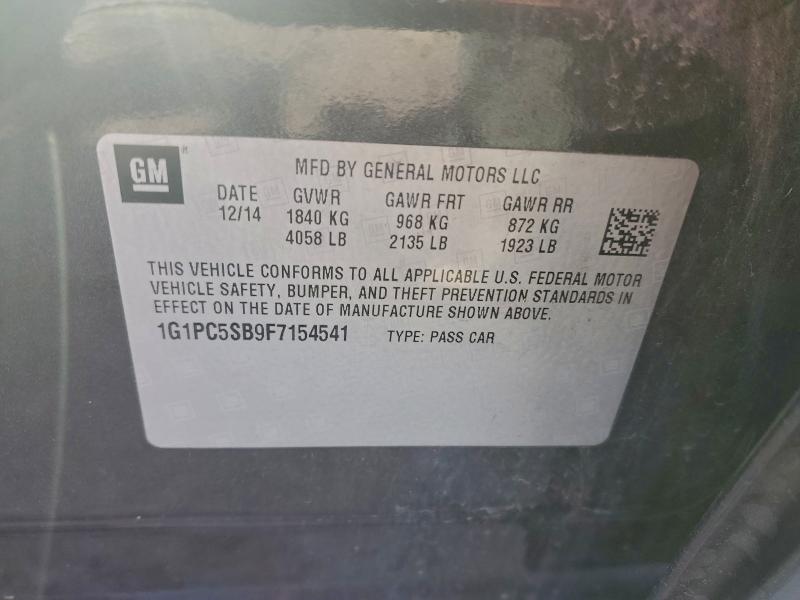 GM
MFD BY GENERAL MOTORS LLC
DATE GVWR GAWR FRT GAWR RR
12/14 1840 KG 968 KG 872 KG
4058 LB 2135 LB 1923 LB
THIS VEHICLE CONFORMS TO ALL APPLICABLE U.S. FEDERAL MOTOR
VEHICLE SAFETY, BUMPER, AND THEFT PREVENTION STANDARDS IN
EFFECT ON THE DATE OF MANUFACTURE SHOWN ABOVE.
1G1PC5SB9F7154541 TYPE: PASS CAR